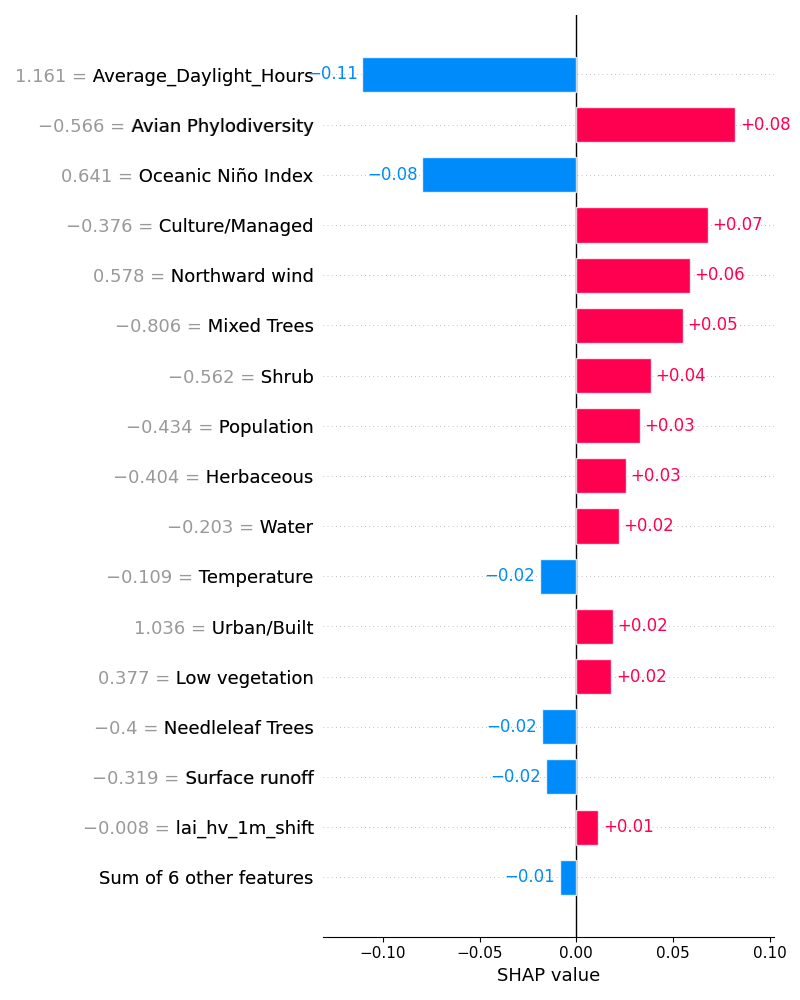 1.161 = Average_Daylight_Hours −0.11
−0.566 = Avian Phylodiversity +0.08
0.641 = Oceanic Niño Index −0.08
−0.376 = Culture/Managed +0.07
0.578 = Northward wind +0.06
−0.806 = Mixed Trees +0.05
−0.562 = Shrub +0.04
−0.434 = Population +0.03
−0.404 = Herbaceous +0.03
−0.203 = Water +0.02
−0.109 = Temperature −0.02
1.036 = Urban/Built +0.02
0.377 = Low vegetation +0.02
−0.4 = Needleleaf Trees −0.02
−0.319 = Surface runoff −0.02
−0.008 = lai_hv_1m_shift +0.01
Sum of 6 other features −0.01
−0.10 −0.05 0.00 0.05 0.10
SHAP value